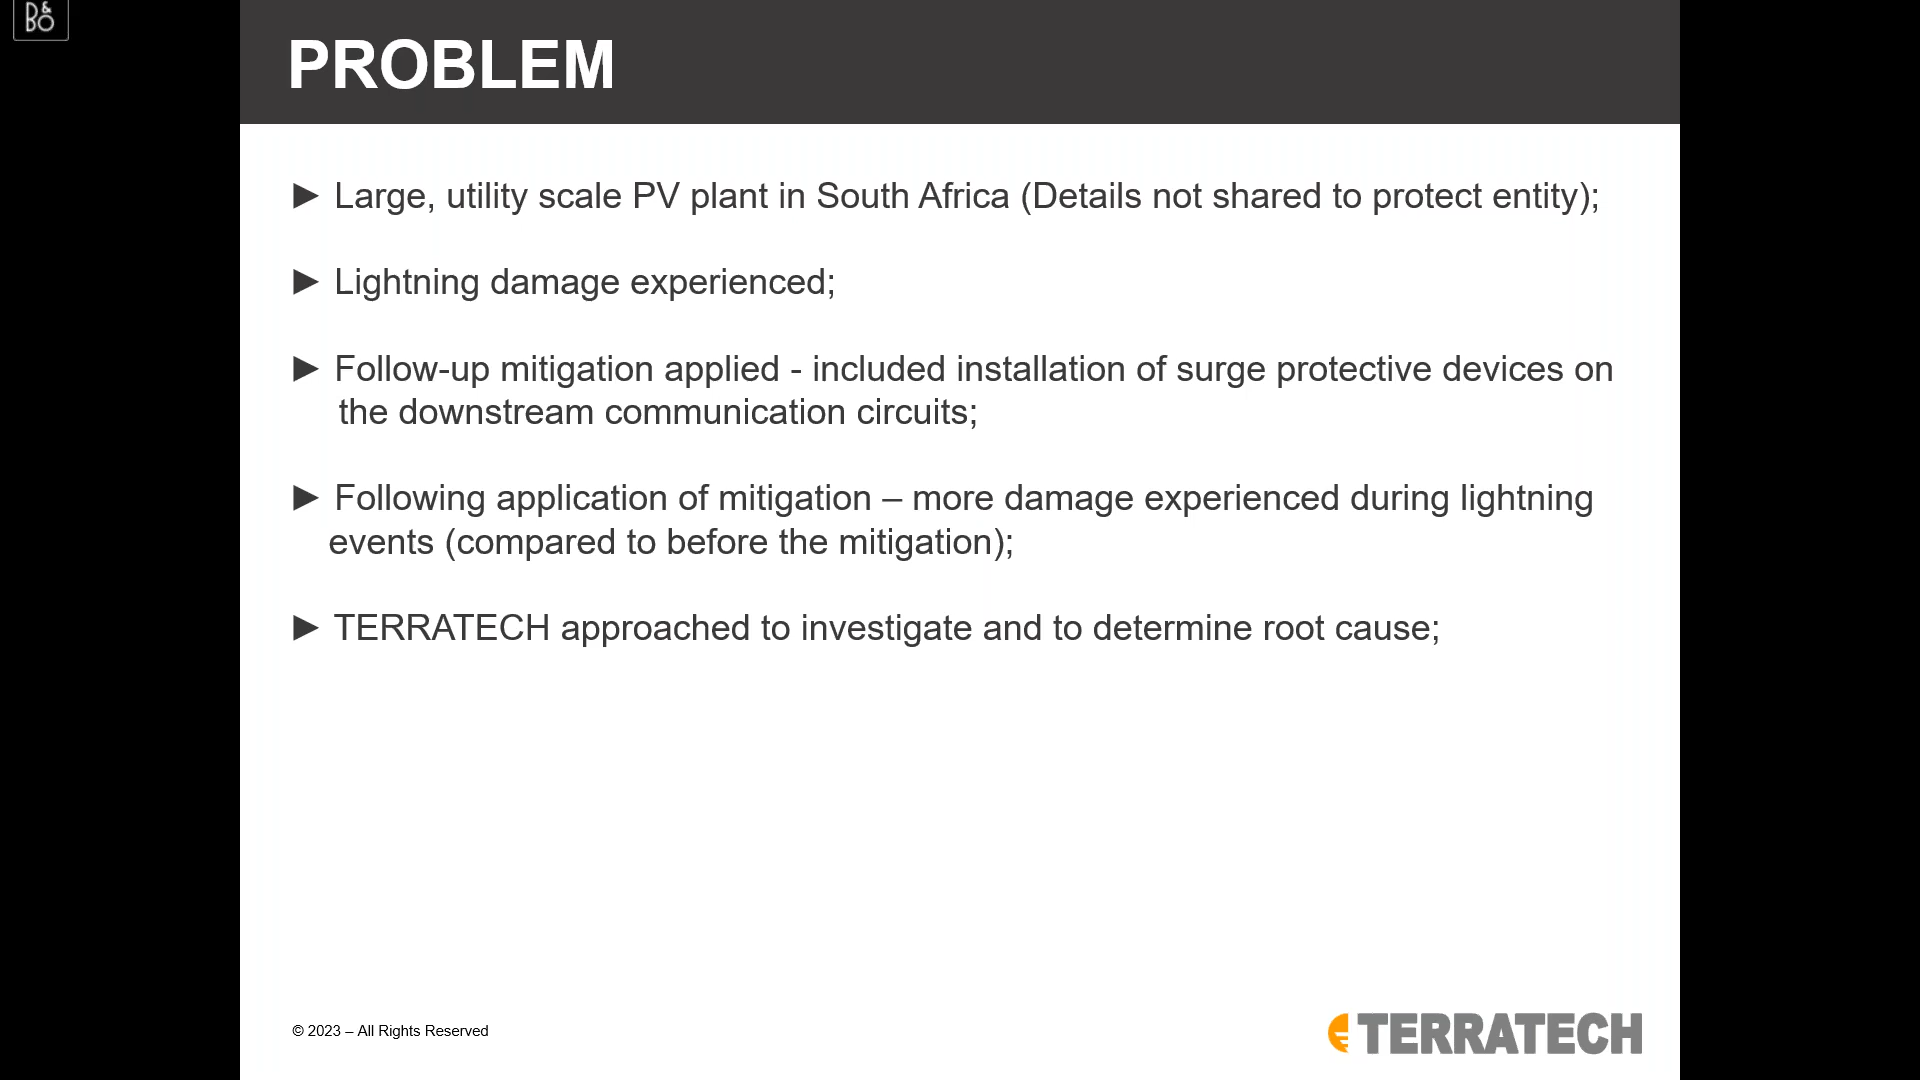 B&O
PROBLEM
► Large, utility scale PV plant in South Africa (Details not shared to protect entity);
► Lightning damage experienced;
► Follow-up mitigation applied - included installation of surge protective devices on
the downstream communication circuits;
► Following application of mitigation – more damage experienced during lightning
events (compared to before the mitigation);
► TERRATECH approached to investigate and to determine root cause;
© 2023 – All Rights Reserved
TERRATECH